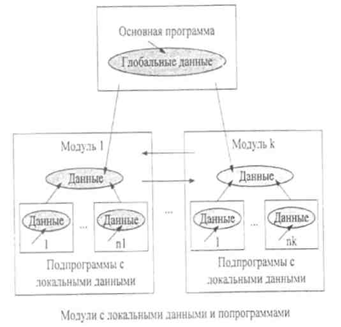 Основная программа
Глобальные данные
Модуль 1
Модуль k
Данные
Данные
Данные
...
Данные
...
Данные
...
Данные
1
n1
1
nk
Подпрограммы с
локальными данными
Подпрограммы с
локальными данными
Модули с локальными данными и попрограммами